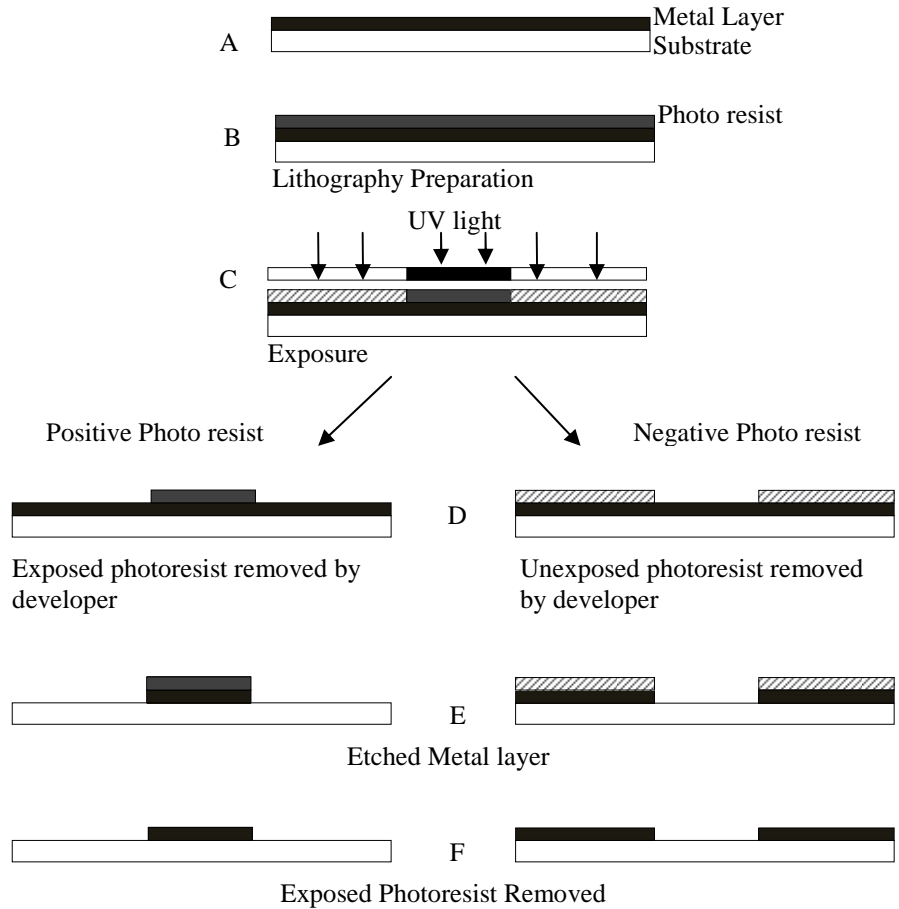 Metal Layer
A
Substrate
Photo resist
B
Lithography Preparation
UV light
C
Exposure
Positive Photo resist
Negative Photo resist
D
Exposed photoresist removed by
developer
Unexposed photoresist removed
by developer
E
Etched Metal layer
F
Exposed Photoresist Removed